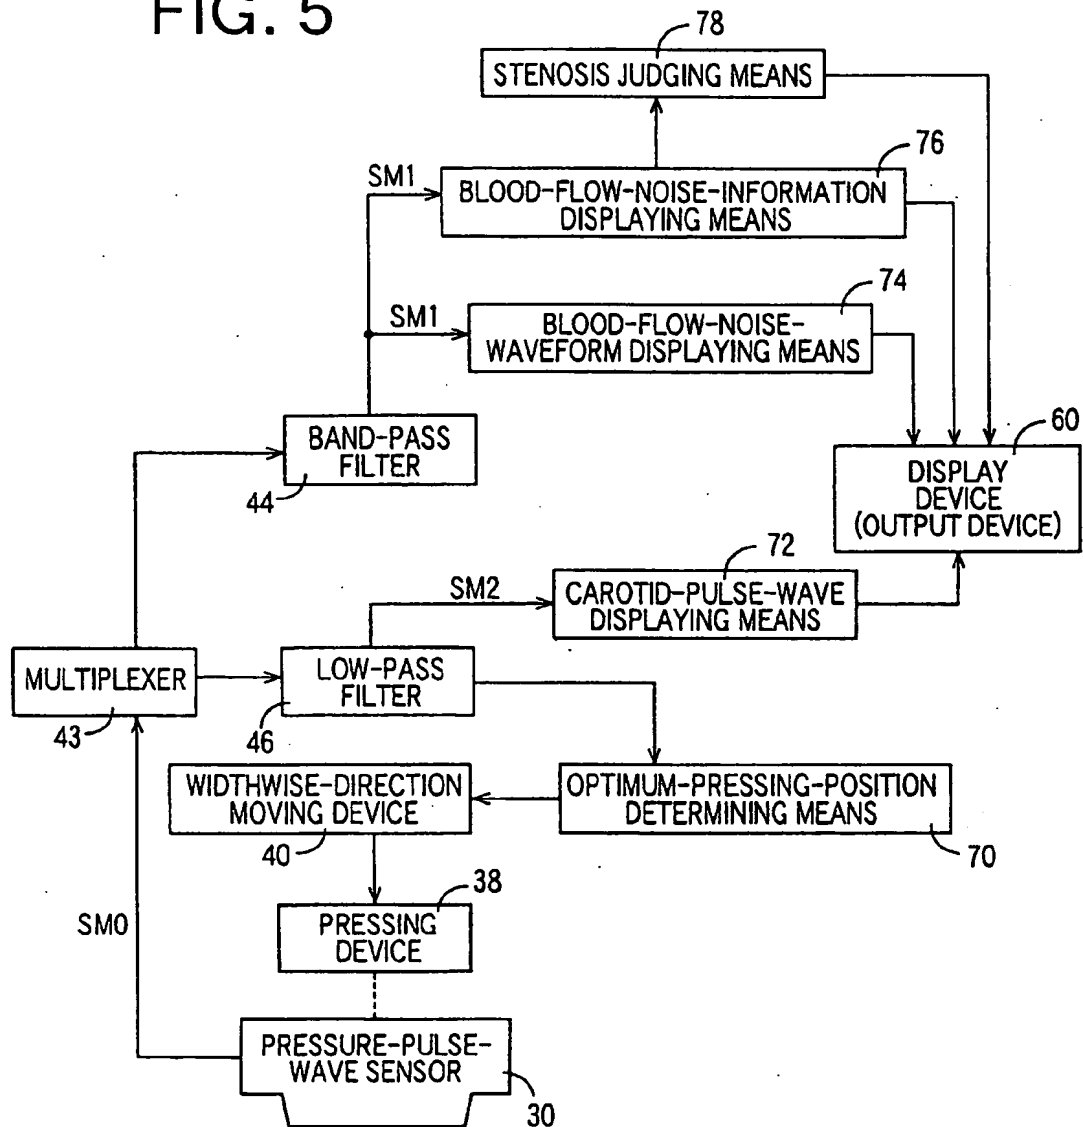 FIG. 5
78
STENOSIS JUDGING MEANS
76
SM1
BLOOD-FLOW-NOISE-INFORMATION
DISPLAYING MEANS
74
SM1
BLOOD-FLOW-NOISE-
WAVEFORM DISPLAYING MEANS
60
BAND-PASS
FILTER
44
DISPLAY
DEVICE
(OUTPUT DEVICE)
72
SM2
CAROTID-PULSE-WAVE
DISPLAYING MEANS
MULTIPLEXER
43
LOW-PASS
FILTER
46
WIDTHWISE-DIRECTION
MOVING DEVICE
40
OPTIMUM-PRESSING-POSITION
DETERMINING MEANS
70
38
SM0
PRESSING
DEVICE
PRESSURE-PULSE-
WAVE SENSOR
30